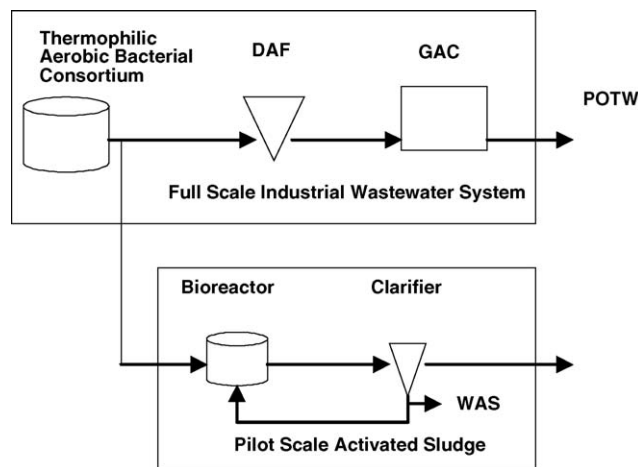 Thermophilic
Aerobic Bacterial
Consortium
DAF
GAC
POTW
Full Scale Industrial Wastewater System
Bioreactor
Clarifier
WAS
Pilot Scale Activated Sludge